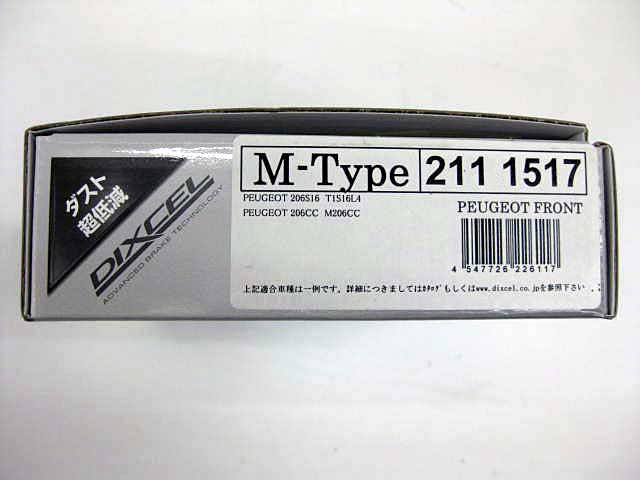 ダスト
超低減
DIXCEL
ADVANCED BRAKE TECHNOLOGY
M-Type
211 1517
PEUGEOT 206S16 T1S16L4
PEUGEOT 206CC M206CC
PEUGEOT FRONT
4 547726 226117
上記適合車種は一例です。詳細につきましてはｶﾀﾛｸﾞもしくはwww.dixcel.co.jpを参照下さい。